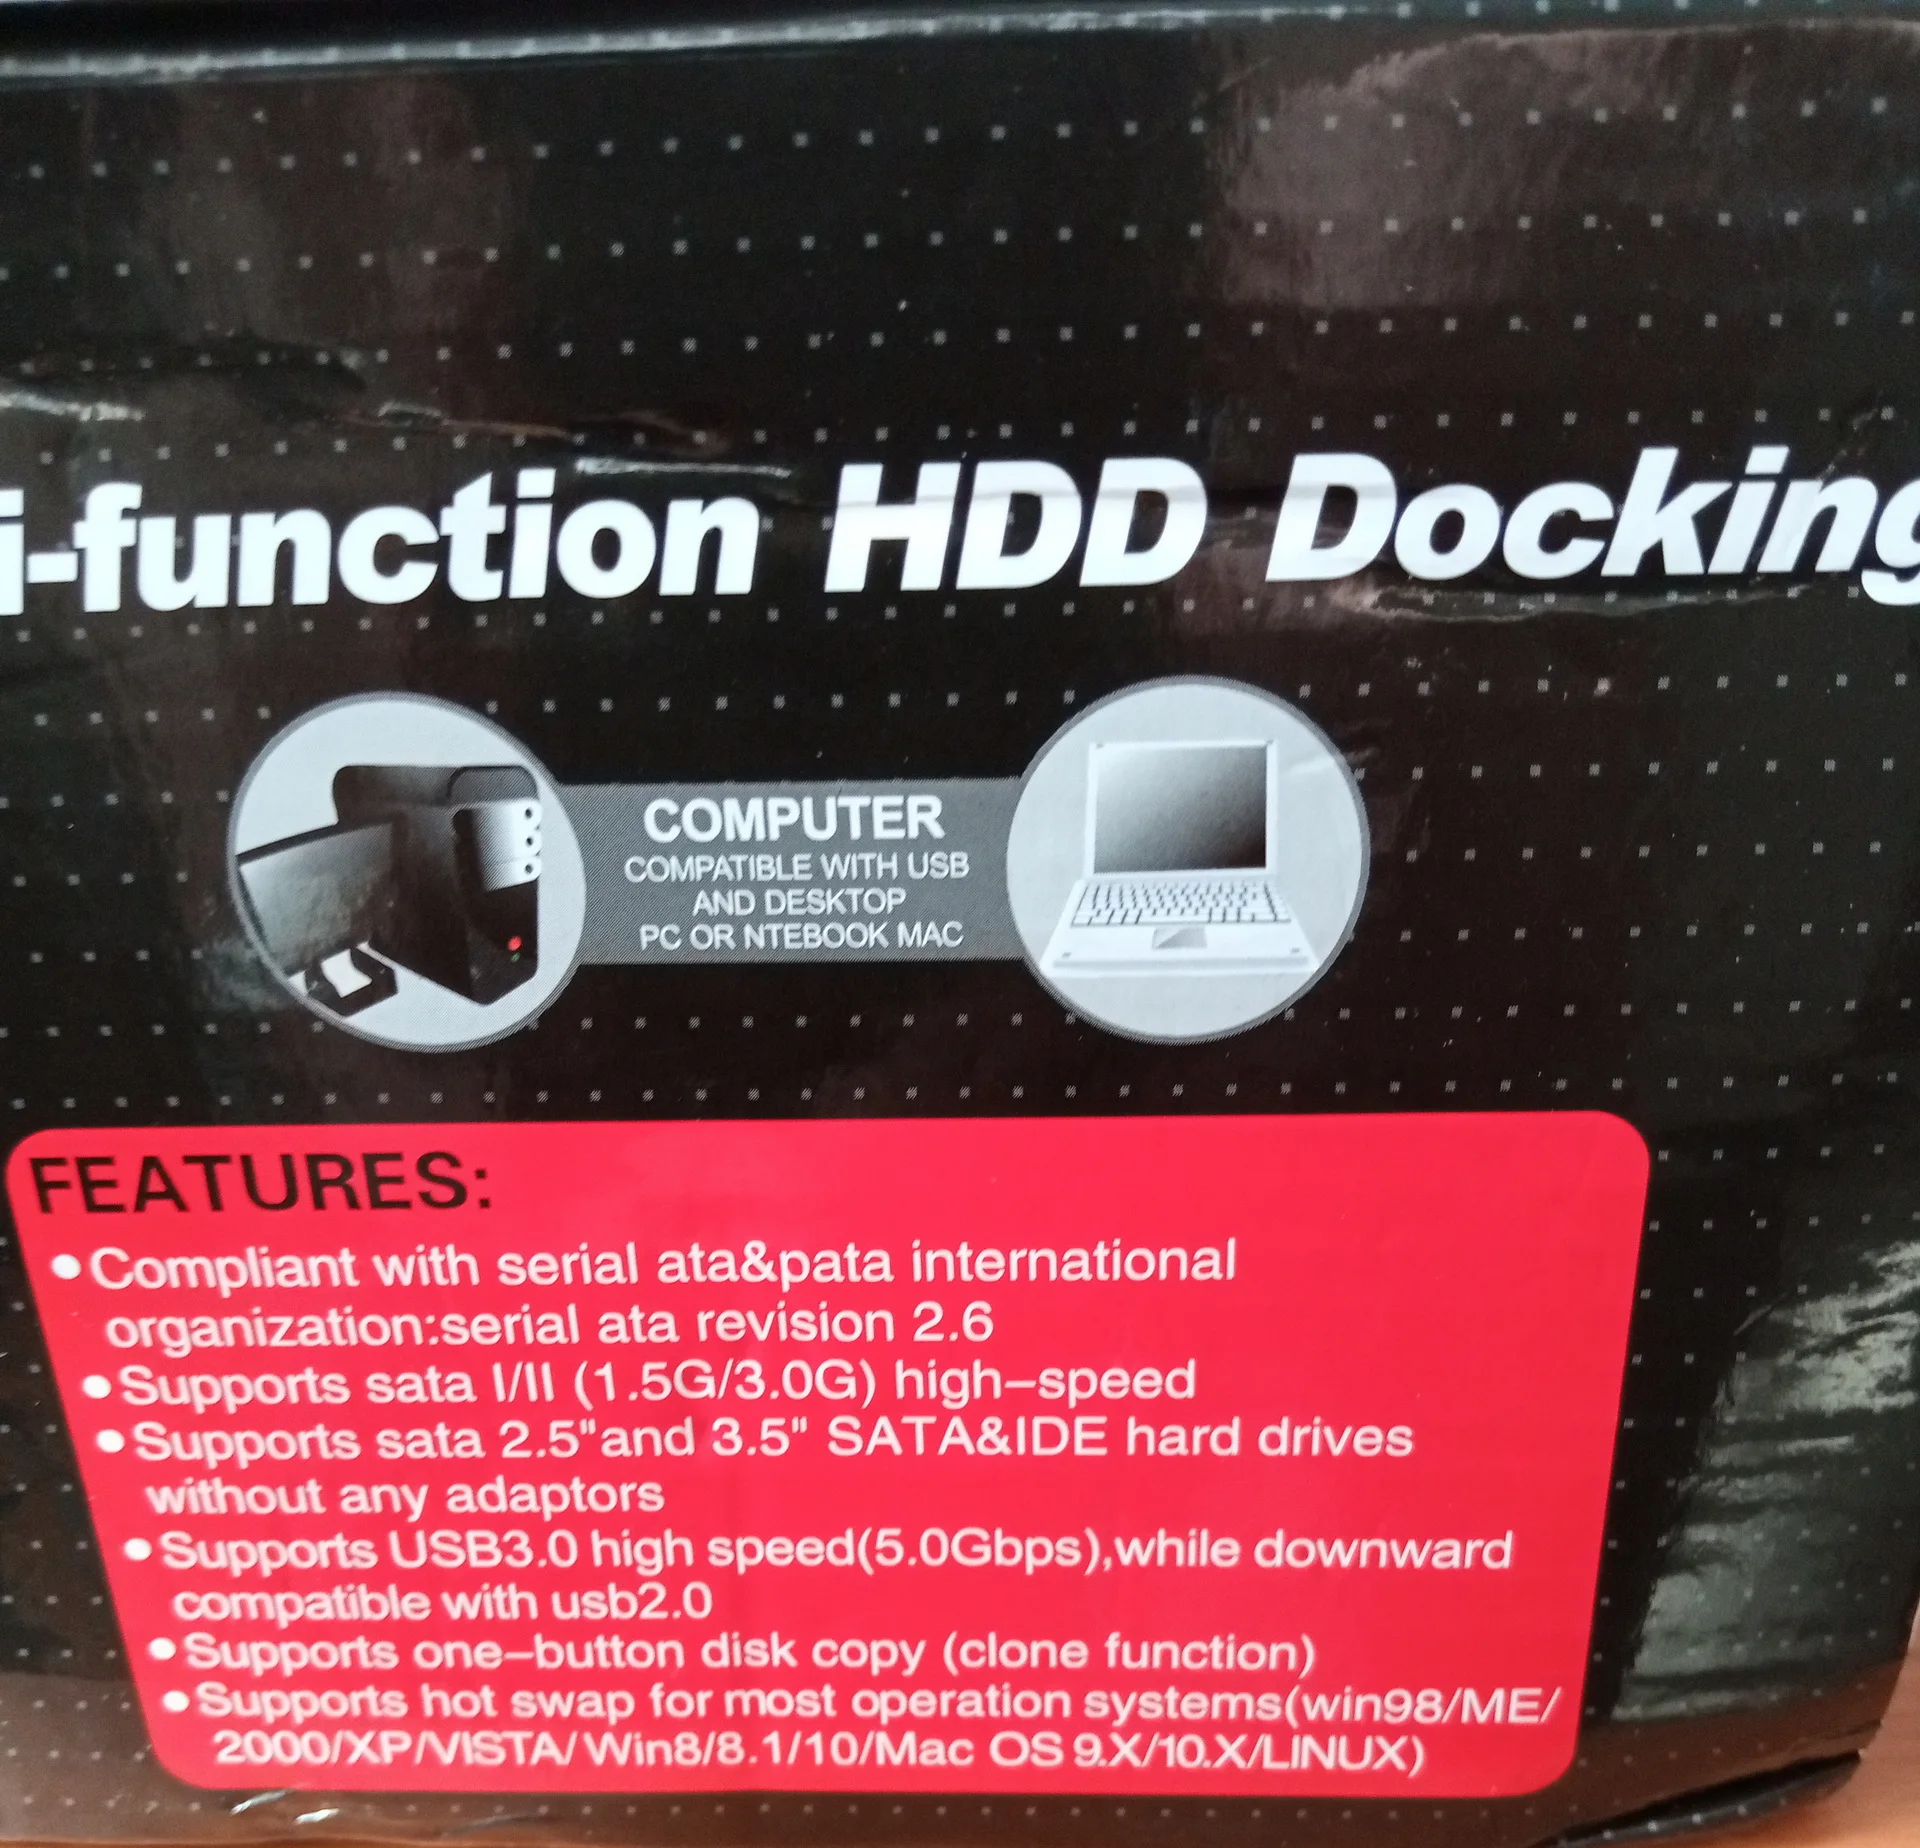 i-function HDD Docking
COMPUTER
COMPATIBLE WITH USB
AND DESKTOP
PC OR NTEBOOK MAC
FEATURES:
•Compliant with serial ata&pata international
organization:serial ata revision 2.6
•Supports sata I/II (1.5G/3.0G) high-speed
•Supports sata 2.5"and 3.5" SATA&IDE hard drives
without any adaptors
•Supports USB3.0 high speed(5.0Gbps),while downward
compatible with usb2.0
•Supports one-button disk copy (clone function)
•Supports hot swap for most operation systems(win98/ME/
2000/XP/VISTA/Win8/8.1/10/Mac OS 9.X/10.X/LINUX)